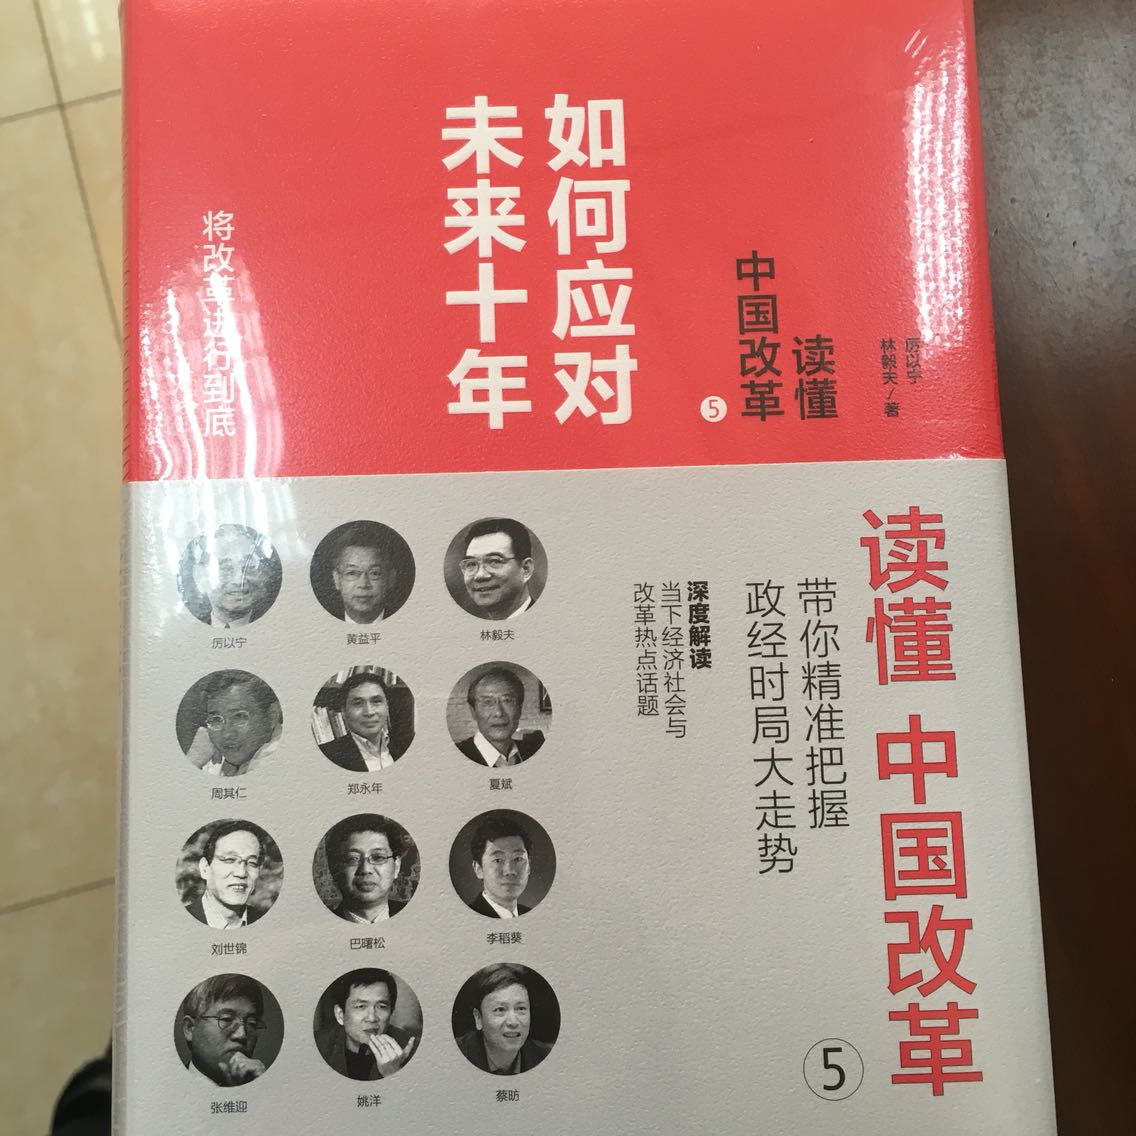 厉以宁
林毅夫/著
读懂
中国改革
5
如何应对
未来十年
将改革进行到底
读懂 中国改革
5
带你精准把握
政经时局大走势
深度解读
当下经济社会与
改革热点话题
厉以宁
黄益平
林毅夫
周其仁
郑永年
夏斌
刘世锦
巴曙松
李稻葵
张维迎
姚洋
蔡昉